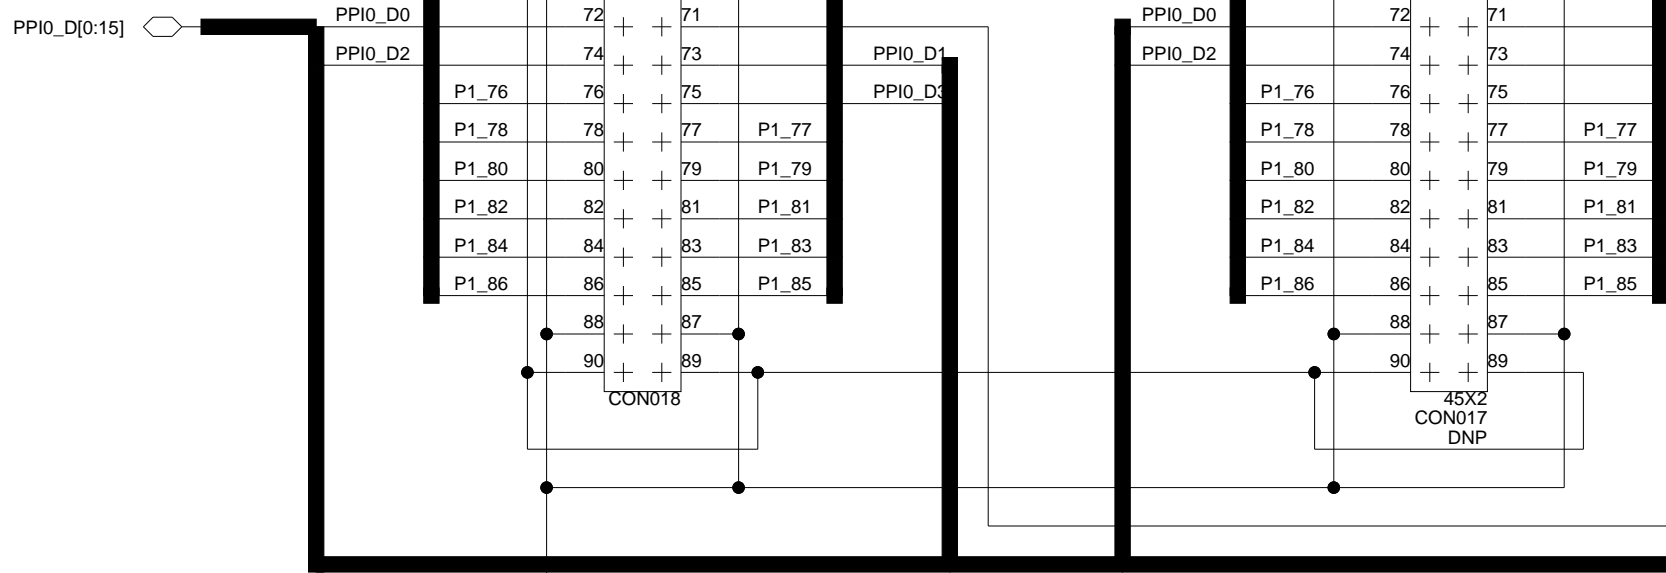 PPI0_D[0:15]
PPI0_D0 72 71 PPI0_D0 72 71
PPI0_D2 74 73 PPI0_D1 PPI0_D2 74 73
P1_76 76 75 PPI0_D3 P1_76 76 75
P1_78 78 77 P1_77 P1_78 78 77 P1_77
P1_80 80 79 P1_79 P1_80 80 79 P1_79
P1_82 82 81 P1_81 P1_82 82 81 P1_81
P1_84 84 83 P1_83 P1_84 84 83 P1_83
P1_86 86 85 P1_85 P1_86 86 85 P1_85
88 87 88 87
90 89 90 89
CON018 45X2
CON017
DNP